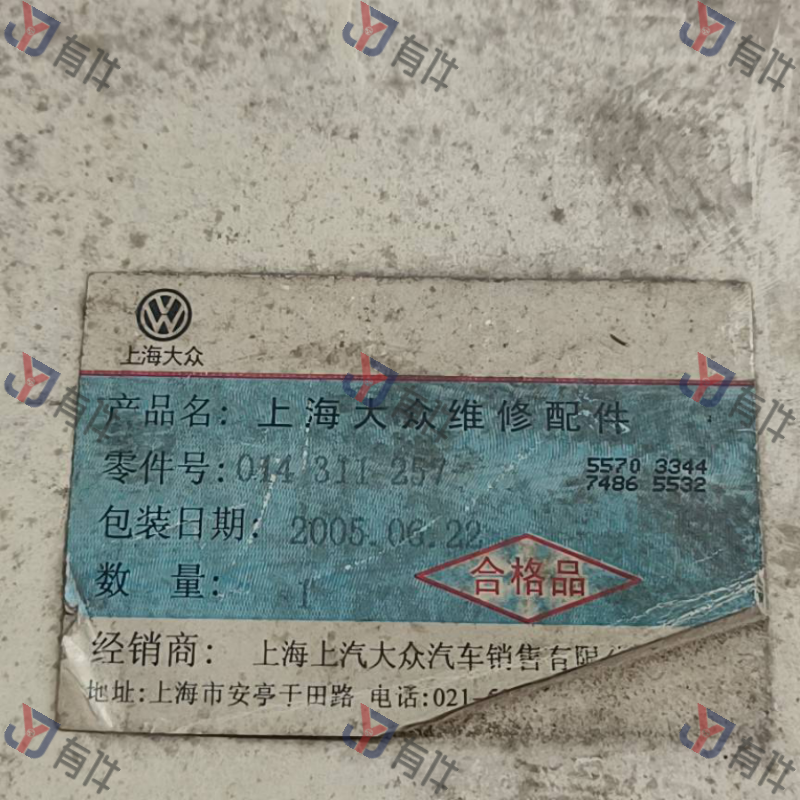 上海大众
产品名: 上海大众维修配件
零件号: 014 311 257
5570 3344
7486 5532
包装日期: 2005.06.22
数 量: 1
合格品
经销商: 上海上汽大众汽车销售有限
地址:上海市安亭于田路 电话:021-6
有件